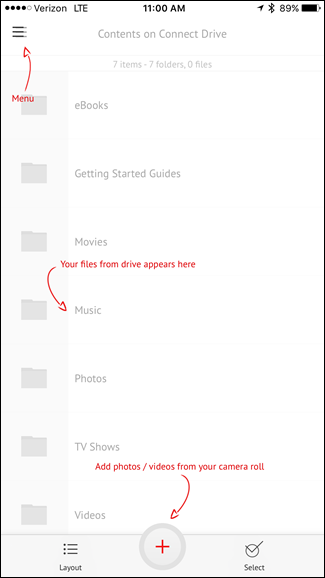 Verizon LTE 11:00 AM 89%
Contents on Connect Drive
7 items - 7 folders, 0 files
Menu
eBooks
Getting Started Guides
Movies
Your files from drive appears here
Music
Photos
TV Shows
Add photos / videos from your camera roll
Videos
Layout
Select